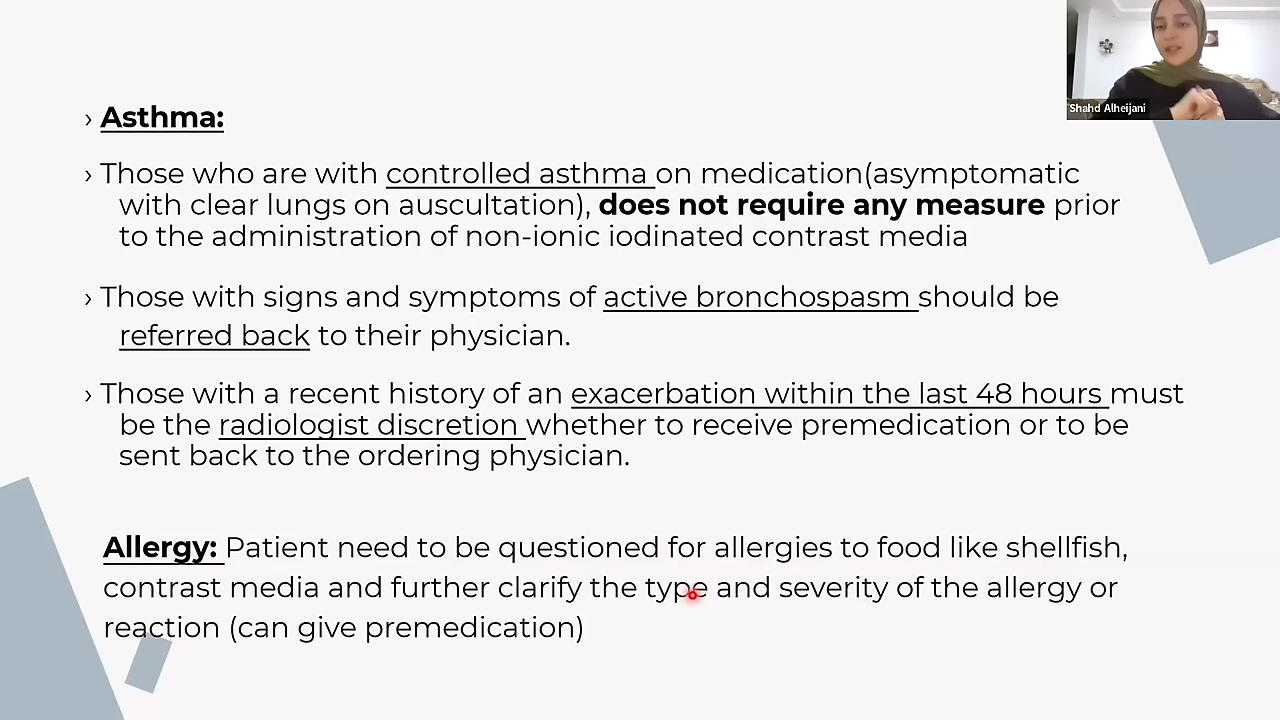 Shahd Alheijani
› Asthma:
› Those who are with controlled asthma on medication(asymptomatic
with clear lungs on auscultation), does not require any measure prior
to the administration of non-ionic iodinated contrast media
› Those with signs and symptoms of active bronchospasm should be
referred back to their physician.
› Those with a recent history of an exacerbation within the last 48 hours must
be the radiologist discretion whether to receive premedication or to be
sent back to the ordering physician.
Allergy: Patient need to be questioned for allergies to food like shellfish,
contrast media and further clarify the type and severity of the allergy or
reaction (can give premedication)